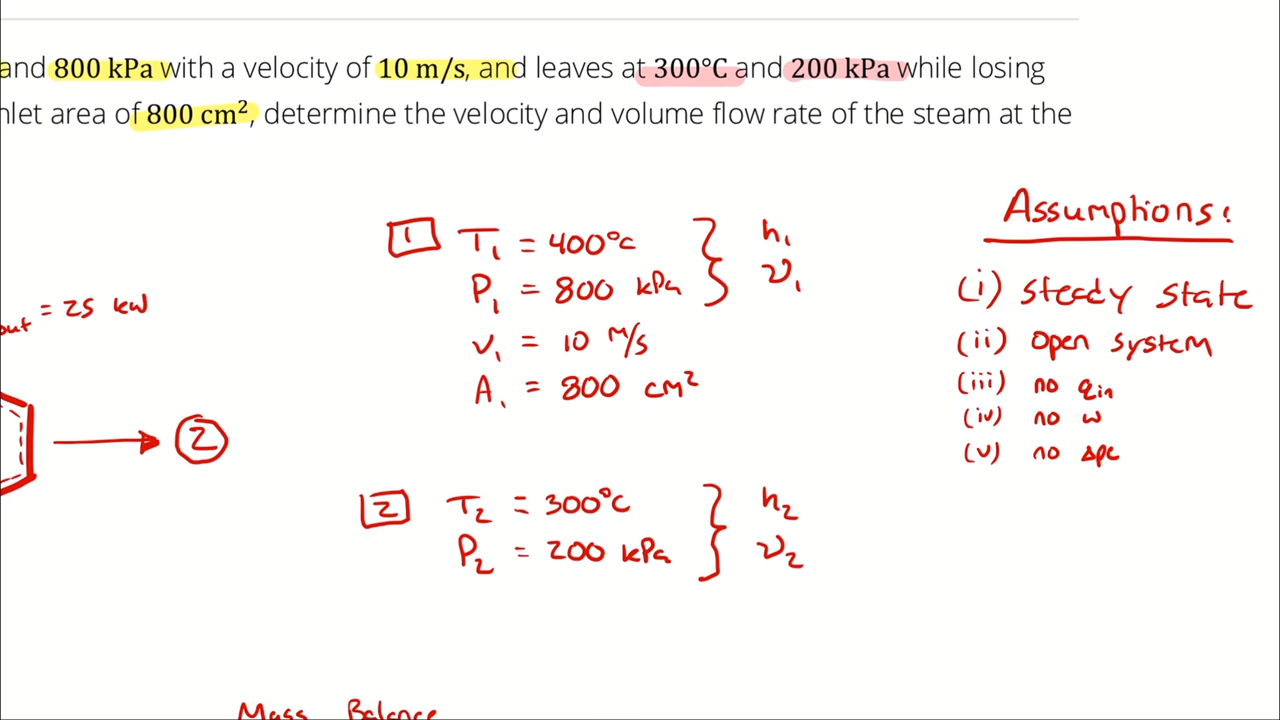 and 800 kPa with a velocity of 10 m/s, and leaves at 300°C and 200 kPa while losing
nlet area of 800 cm², determine the velocity and volume flow rate of the steam at the
Assumptions:
1 T₁ = 400°C } h₁
P₁ = 800 kPa ν₁
v₁ = 10 m/s
A₁ = 800 cm²
(i) steady state
(ii) open system
(iii) no qin
(iv) no w
(v) no Δpe
out = 25 kW
2
2 T₂ = 300°C } h₂
P₂ = 200 kPa ν₂
Mass Balance